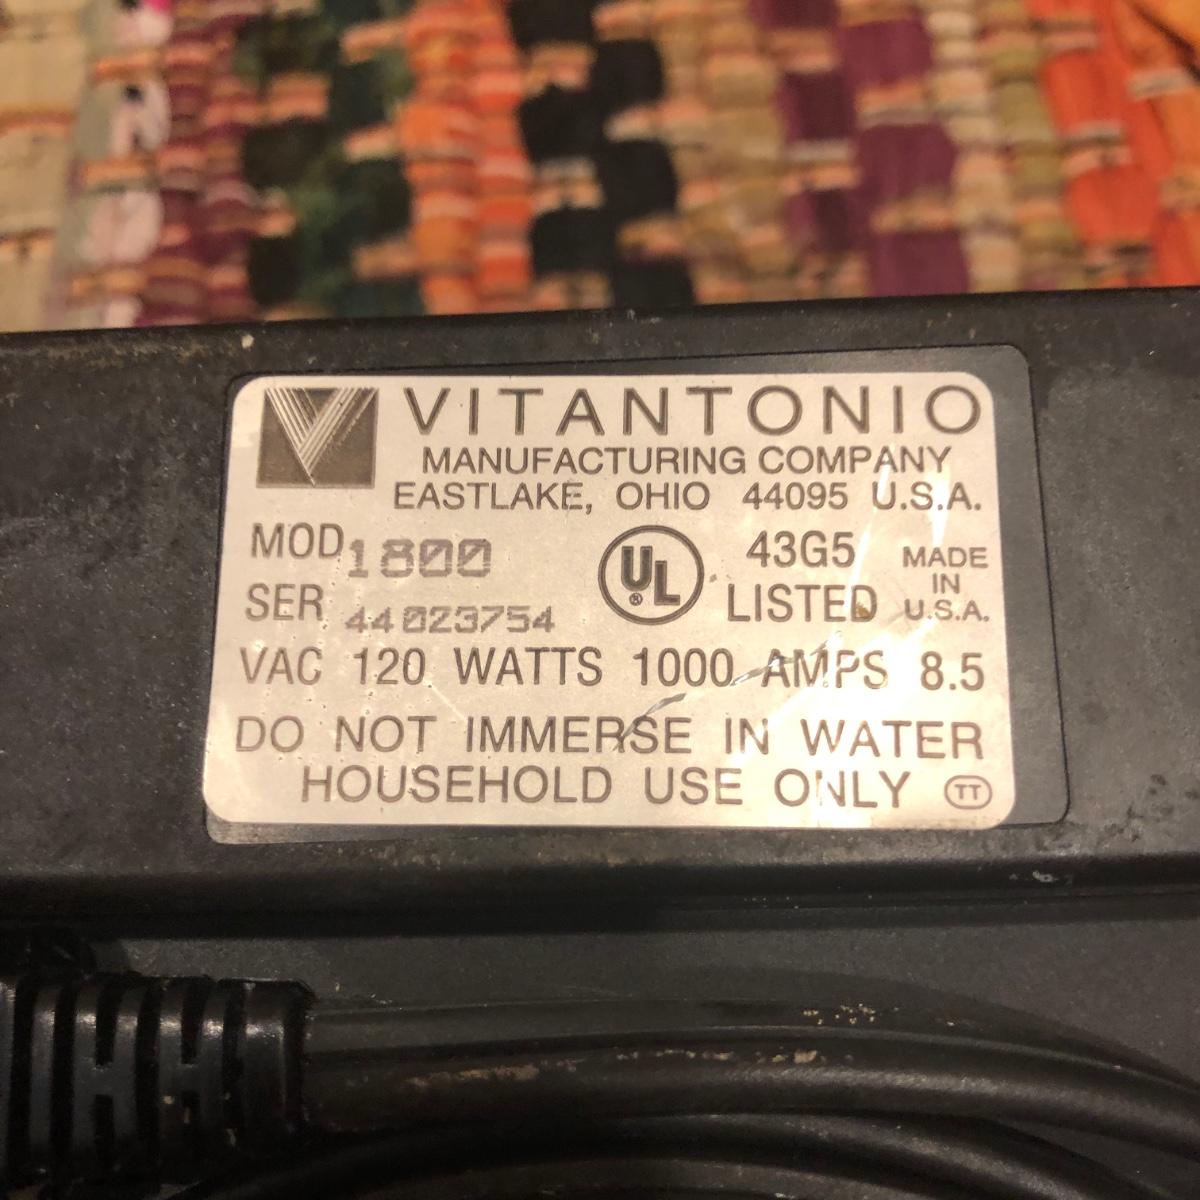 VITANTONIO
MANUFACTURING COMPANY
EASTLAKE, OHIO 44095 U.S.A.
MOD 1800
SER 44023754
UL ®
43G5
LISTED
MADE
IN
U.S.A.
VAC 120 WATTS 1000 AMPS 8.5
DO NOT IMMERSE IN WATER
HOUSEHOLD USE ONLY TT